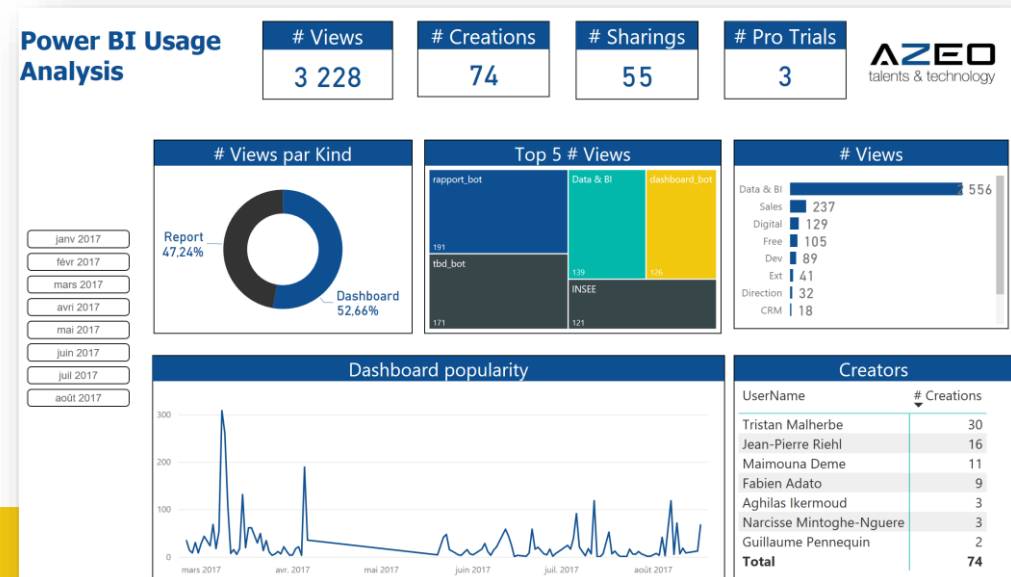 Power BI Usage
Analysis
# Views
3 228
# Creations
74
# Sharings
55
# Pro Trials
3
AZEO
talents & technology
janv 2017
févr 2017
mars 2017
avri 2017
mai 2017
juin 2017
juil 2017
août 2017
# Views par Kind
Report
47,24%
Dashboard
52,66%
Top 5 # Views
rapport_bot
191
tbd_bot
171
Data & BI
139
dashboard_bot
126
INSEE
121
# Views
Data & BI 2 556
Sales 237
Digital 129
Free 105
Dev 89
Ext 41
Direction 32
CRM 18
Dashboard popularity
300
200
100
0
mars 2017 avr. 2017 mai 2017 juin 2017 juil. 2017 août 2017
Creators
UserName # Creations
Tristan Malherbe 30
Jean-Pierre Riehl 16
Maimouna Deme 11
Fabien Adato 9
Aghilas Ikermoud 3
Narcisse Mintoghe-Nguere 3
Guillaume Pennequin 2
Total 74